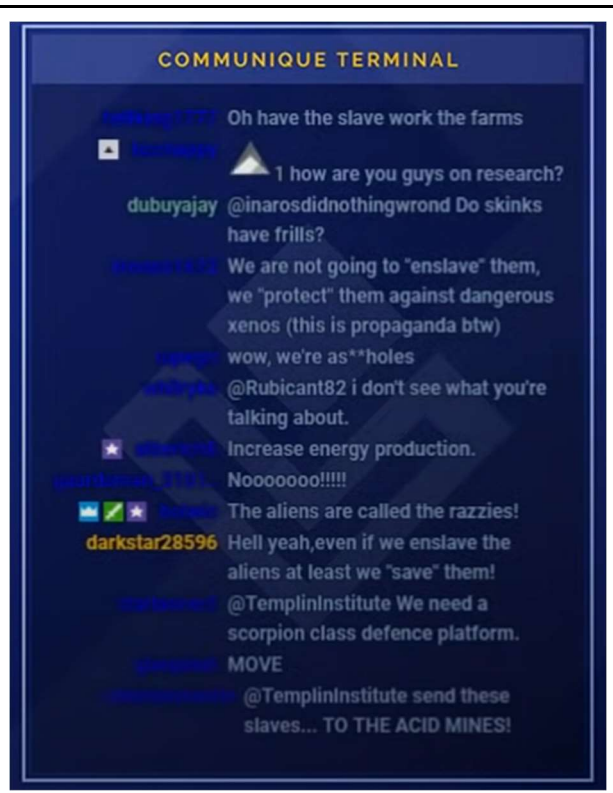 COMMUNIQUE TERMINAL
Oh have the slave work the farms
1 how are you guys on research?
dubuyajay @inarosdidnothingwrond Do skinks
have frills?
We are not going to "enslave" them,
we "protect" them against dangerous
xenos (this is propaganda btw)
wow, we're as**holes
@Rubicant82 i don't see what you're
talking about.
Increase energy production.
Nooooooo!!!!!
The aliens are called the razzies!
darkstar28596 Hell yeah,even if we enslave the
aliens at least we "save" them!
@TemplinInstitute We need a
scorpion class defence platform.
MOVE
@TemplinInstitute send these
slaves... TO THE ACID MINES!